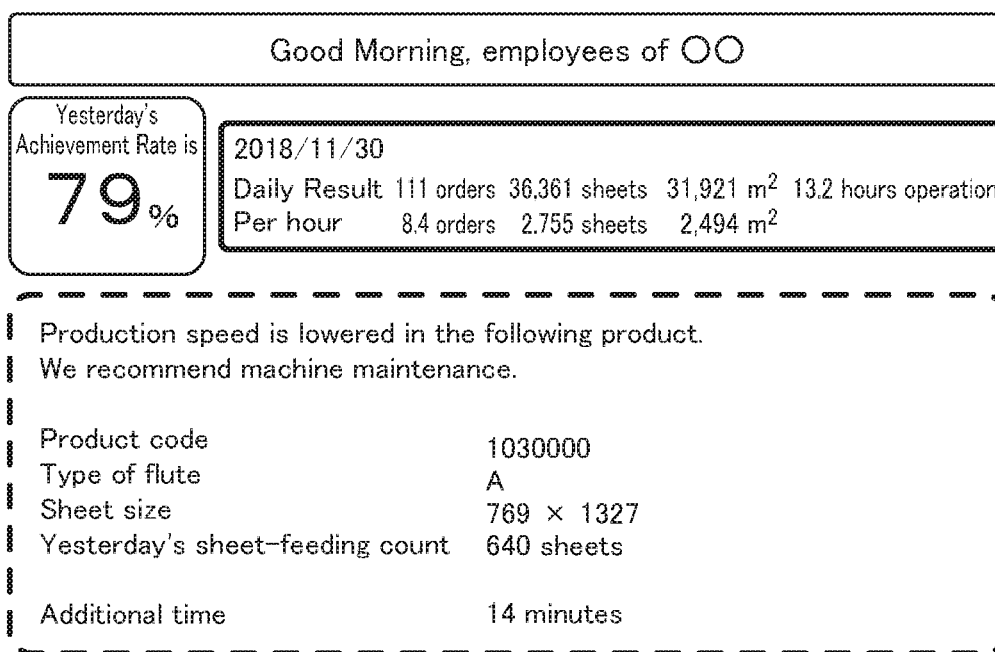 Good Morning, employees of ○○
Yesterday's
Achievement Rate is
79%
2018/11/30
Daily Result 111 orders 36,361 sheets 31,921 m² 13.2 hours operation
Per hour 8.4 orders 2.755 sheets 2,494 m²
Production speed is lowered in the following product.
We recommend machine maintenance.
Product code 1030000
Type of flute A
Sheet size 769 × 1327
Yesterday's sheet-feeding count 640 sheets
Additional time 14 minutes